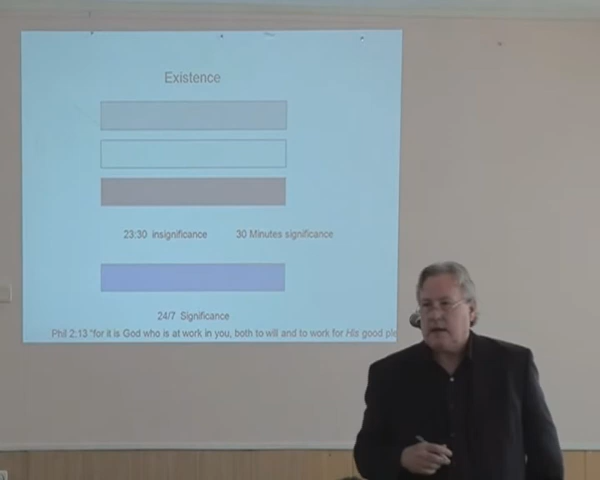 Existence
23:30 insignificance 30 Minutes significance
24/7 Significance
Phil 2:13 "for it is God who is at work in you, both to will and to work for His good ple